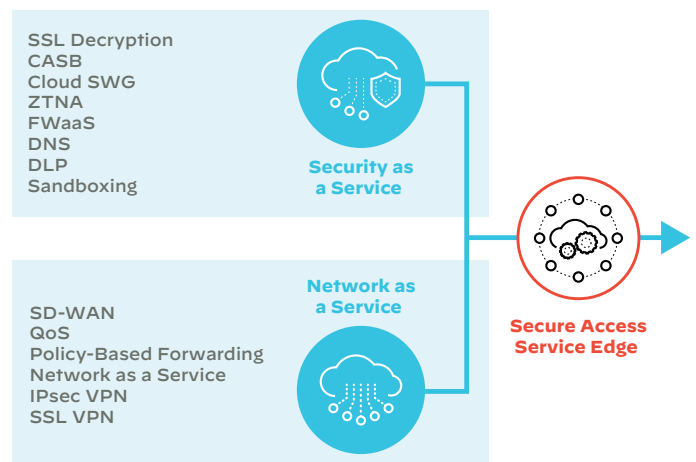 SSL Decryption
CASB
Cloud SWG
ZTNA
FWaaS
DNS
DLP
Sandboxing
Security as
a Service
Network as
a Service
SD-WAN
QoS
Policy-Based Forwarding
Network as a Service
IPsec VPN
SSL VPN
Secure Access
Service Edge